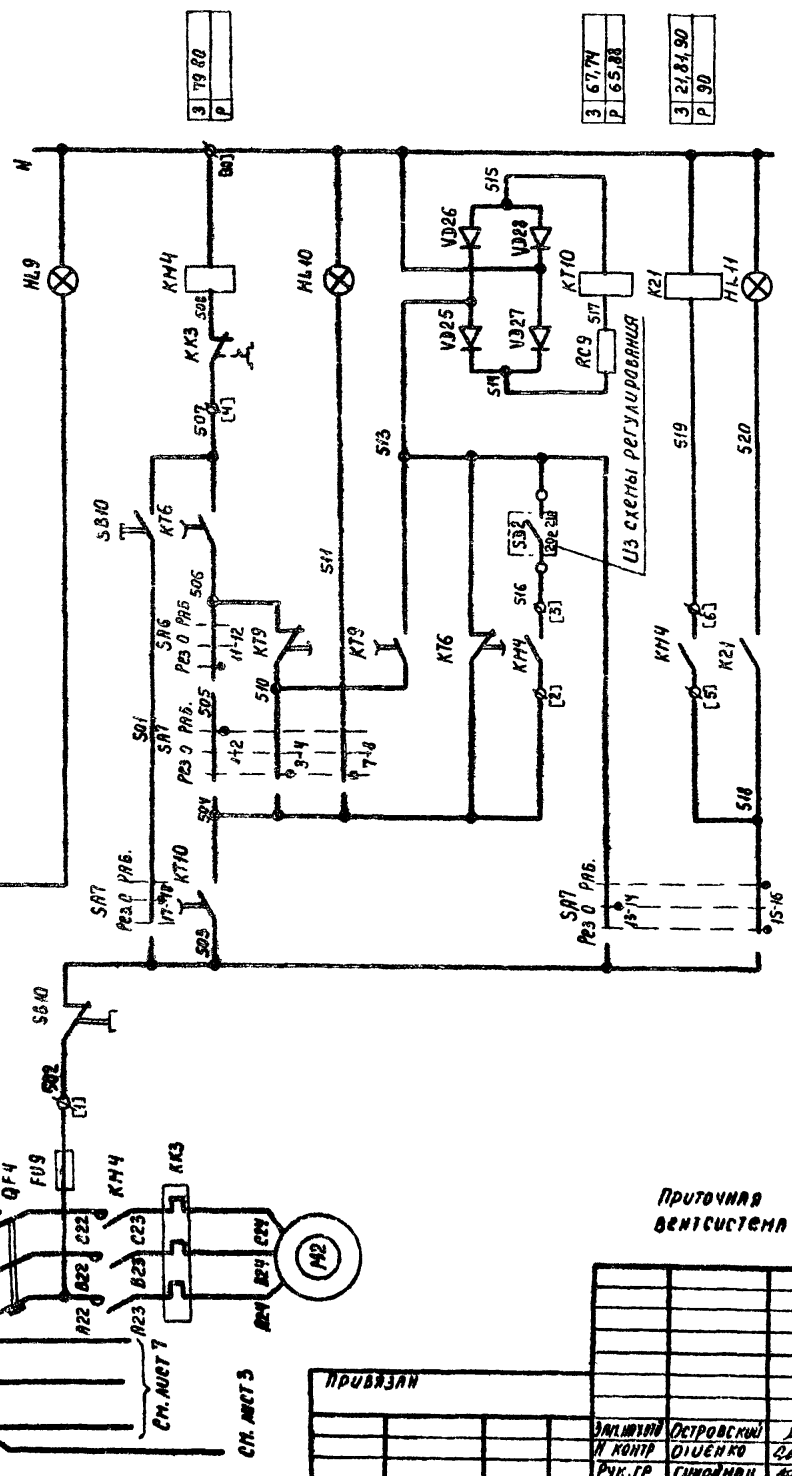 З 79 80
Р
З 67,74
Р 65,88
З 21,84,90
Р 90
N
HL9
KM4
508
KK3
507
[4]
HL10
VD26
515
VD28
VD25
VD27
514
KT10
517
RC9
K21
HL11
513
519
520
ИЗ СХЕМЫ РЕГУЛИРОВАНИЯ
SB10
KT6
506
511
SA6
Рез 0 РАБ
11-12
KT9
KT9
510
KT6
KM4
516
[3]
[2]
SB2
KM4
[6]
[5]
K21
501
SA7
Рез 0 РАБ.
505
1-2
3-4
7-8
504
518
SA7
Рез 0 РАБ.
17-18
KT10
503
SA7
Рез 0 РАБ.
13-14
15-16
SB10
502
[1]
FU9
QF4
KM4
KK3
C22
B22
A22
C23
B23
A23
C24
B24
A24
M2
СМ. ЛИСТ 7
СМ. ЛИСТ 3
Приточная
вентсистема
ПРИВЯЗАН
ОСТРОВСКИЙ
Н КОНТР
РУК.ГР